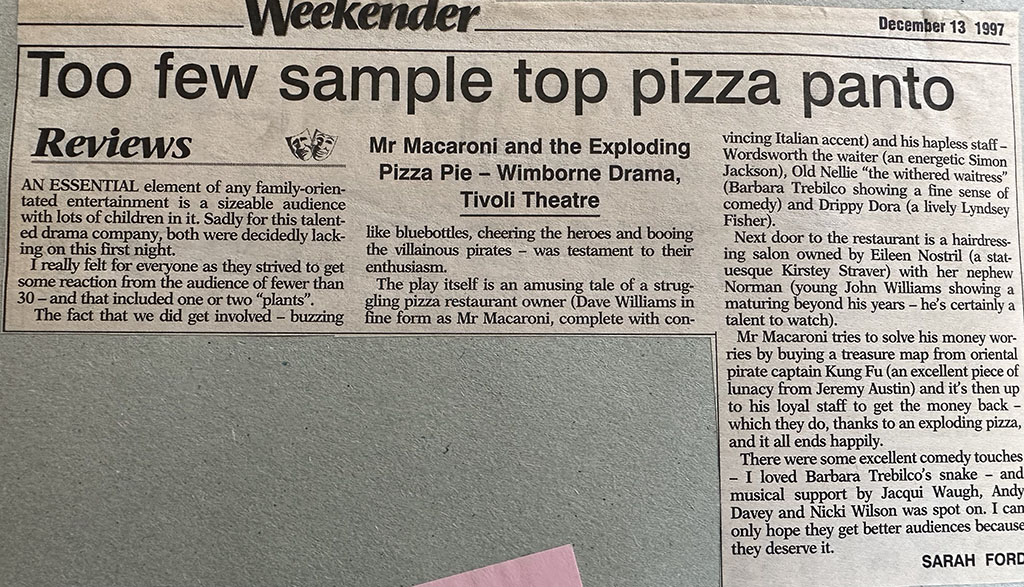 Weekender
December 13 1997
Too few sample top pizza panto
Reviews
AN ESSENTIAL element of any family-orien-
tated entertainment is a sizeable audience
with lots of children in it. Sadly for this talent-
ed drama company, both were decidedly lack-
ing on this first night.
I really felt for everyone as they strived to get
some reaction from the audience of fewer than
30 – and that included one or two “plants”.
The fact that we did get involved – buzzing
Mr Macaroni and the Exploding
Pizza Pie – Wimborne Drama,
Tivoli Theatre
like bluebottles, cheering the heroes and booing
the villainous pirates – was testament to their
enthusiasm.
The play itself is an amusing tale of a strug-
gling pizza restaurant owner (Dave Williams in
fine form as Mr Macaroni, complete with con-
vincing Italian accent) and his hapless staff –
Wordsworth the waiter (an energetic Simon
Jackson), Old Nellie “the withered waitress”
(Barbara Trebilco showing a fine sense of
comedy) and Drippy Dora (a lively Lyndsey
Fisher).
Next door to the restaurant is a hairdress-
ing salon owned by Eileen Nostril (a stat-
uesque Kirstey Straver) with her nephew
Norman (young John Williams showing a
maturing beyond his years – he's certainly a
talent to watch).
Mr Macaroni tries to solve his money wor-
ries by buying a treasure map from oriental
pirate captain Kung Fu (an excellent piece of
lunacy from Jeremy Austin) and it's then up
to his loyal staff to get the money back –
which they do, thanks to an exploding pizza,
and it all ends happily.
There were some excellent comedy touches
– I loved Barbara Trebilco's snake – and
musical support by Jacqui Waugh, Andy
Davey and Nicki Wilson was spot on. I can
only hope they get better audiences because
they deserve it.
SARAH FORD